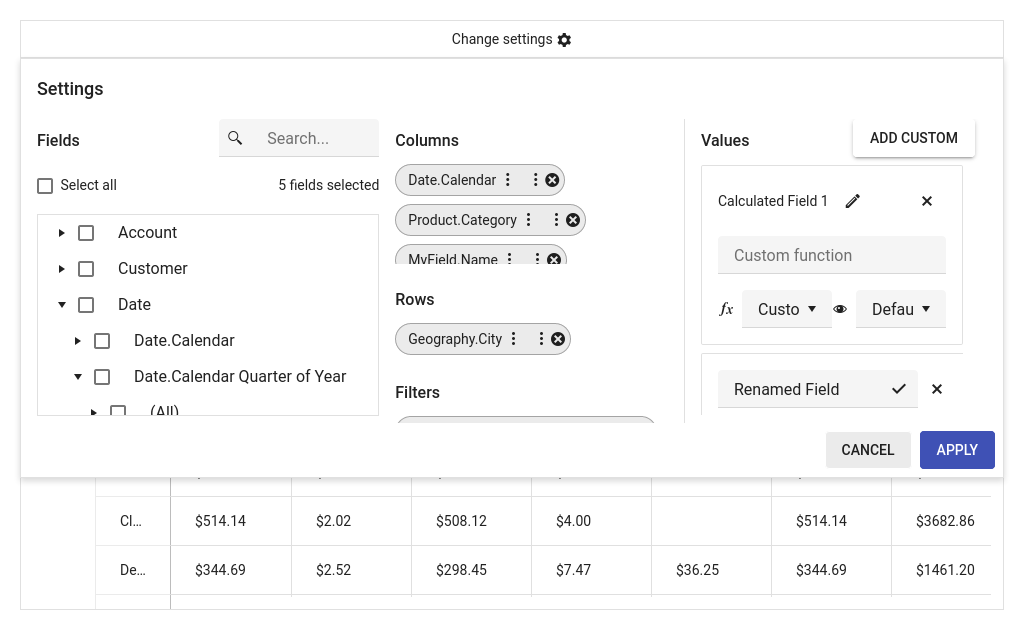 Change settings
Settings
Fields
Search...
Select all
5 fields selected
Account
Customer
Date
Date.Calendar
Date.Calendar Quarter of Year
(All)
Columns
Date.Calendar
Product.Category
MyField.Name
Rows
Geography.City
Filters
Values
ADD CUSTOM
Calculated Field 1
Custom function
fx Custo Defau
Renamed Field
CANCEL APPLY
Cl... $514.14 $2.02 $508.12 $4.00 $514.14 $3682.86
De... $344.69 $2.52 $298.45 $7.47 $36.25 $344.69 $1461.20